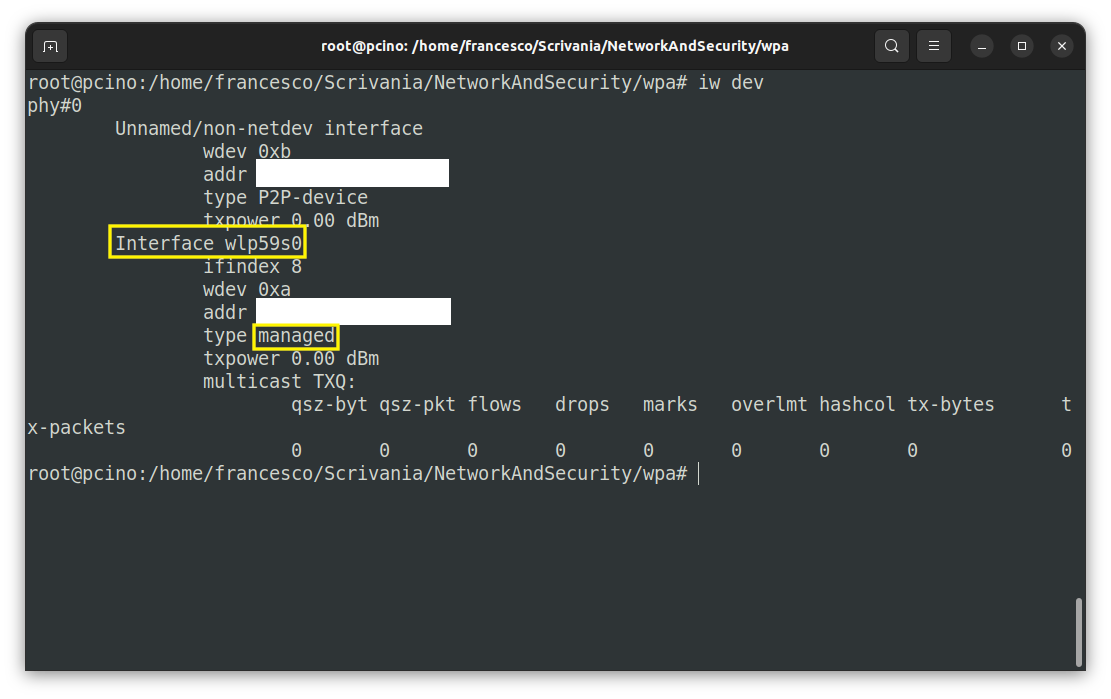 root@pcino: /home/francesco/Scrivania/NetworkAndSecurity/wpa
root@pcino:/home/francesco/Scrivania/NetworkAndSecurity/wpa# iw dev
phy#0
Unnamed/non-netdev interface
wdev 0xb
addr
type P2P-device
txpower 0.00 dBm
Interface wlp59s0
ifindex 8
wdev 0xa
addr
type managed
txpower 0.00 dBm
multicast TXQ:
qsz-byt qsz-pkt flows drops marks overlmt hashcol tx-bytes t
x-packets
0 0 0 0 0 0 0 0 0
root@pcino:/home/francesco/Scrivania/NetworkAndSecurity/wpa#